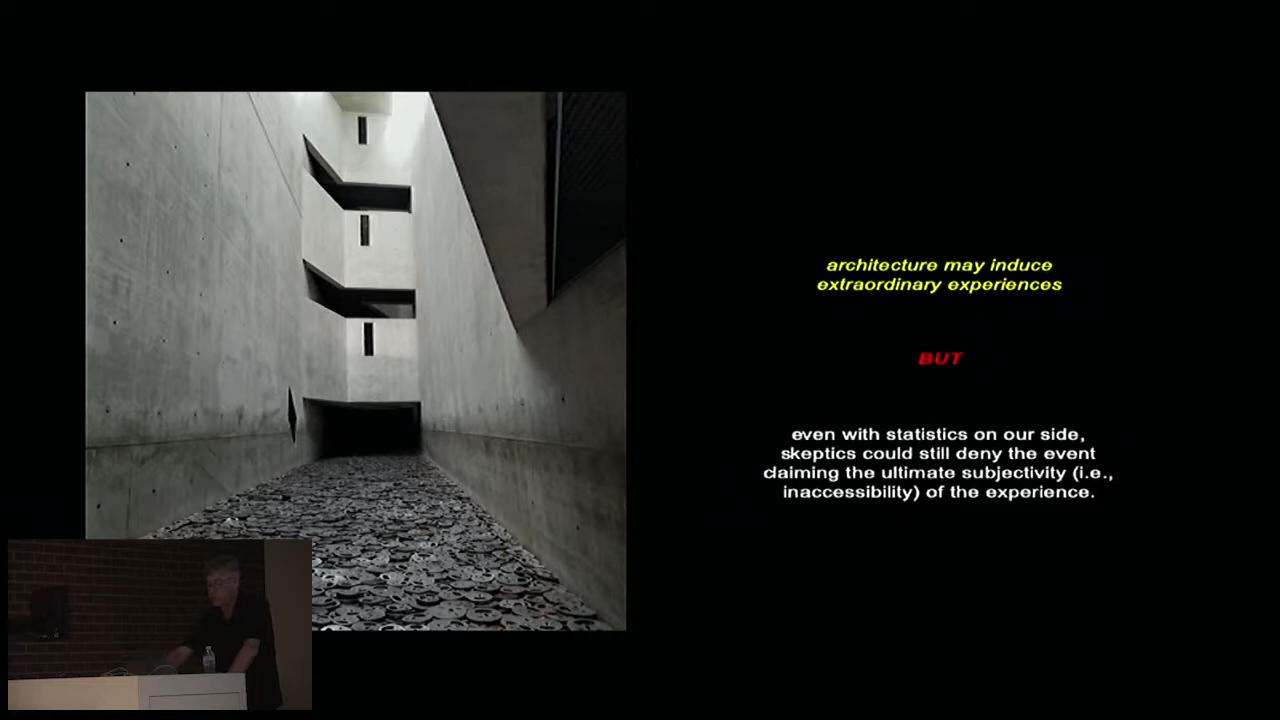 architecture may induce
extraordinary experiences
BUT
even with statistics on our side,
skeptics could still deny the event
claiming the ultimate subjectivity (i.e.,
inaccessibility) of the experience.